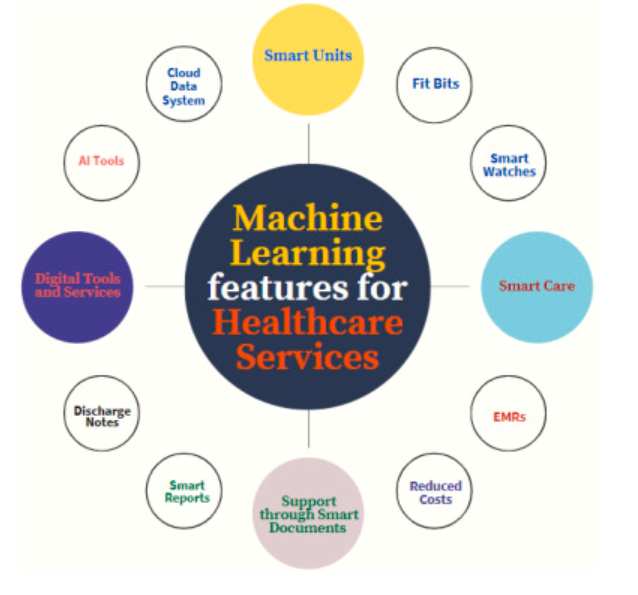 Smart Units
Cloud
Data
System
Fit Bits
AI Tools
Smart
Watches
Machine
Learning
features for
Healthcare
Services
Digital Tools
and Services
Smart Care
Discharge
Notes
EMRs
Smart
Reports
Reduced
Costs
Support
through Smart
Documents